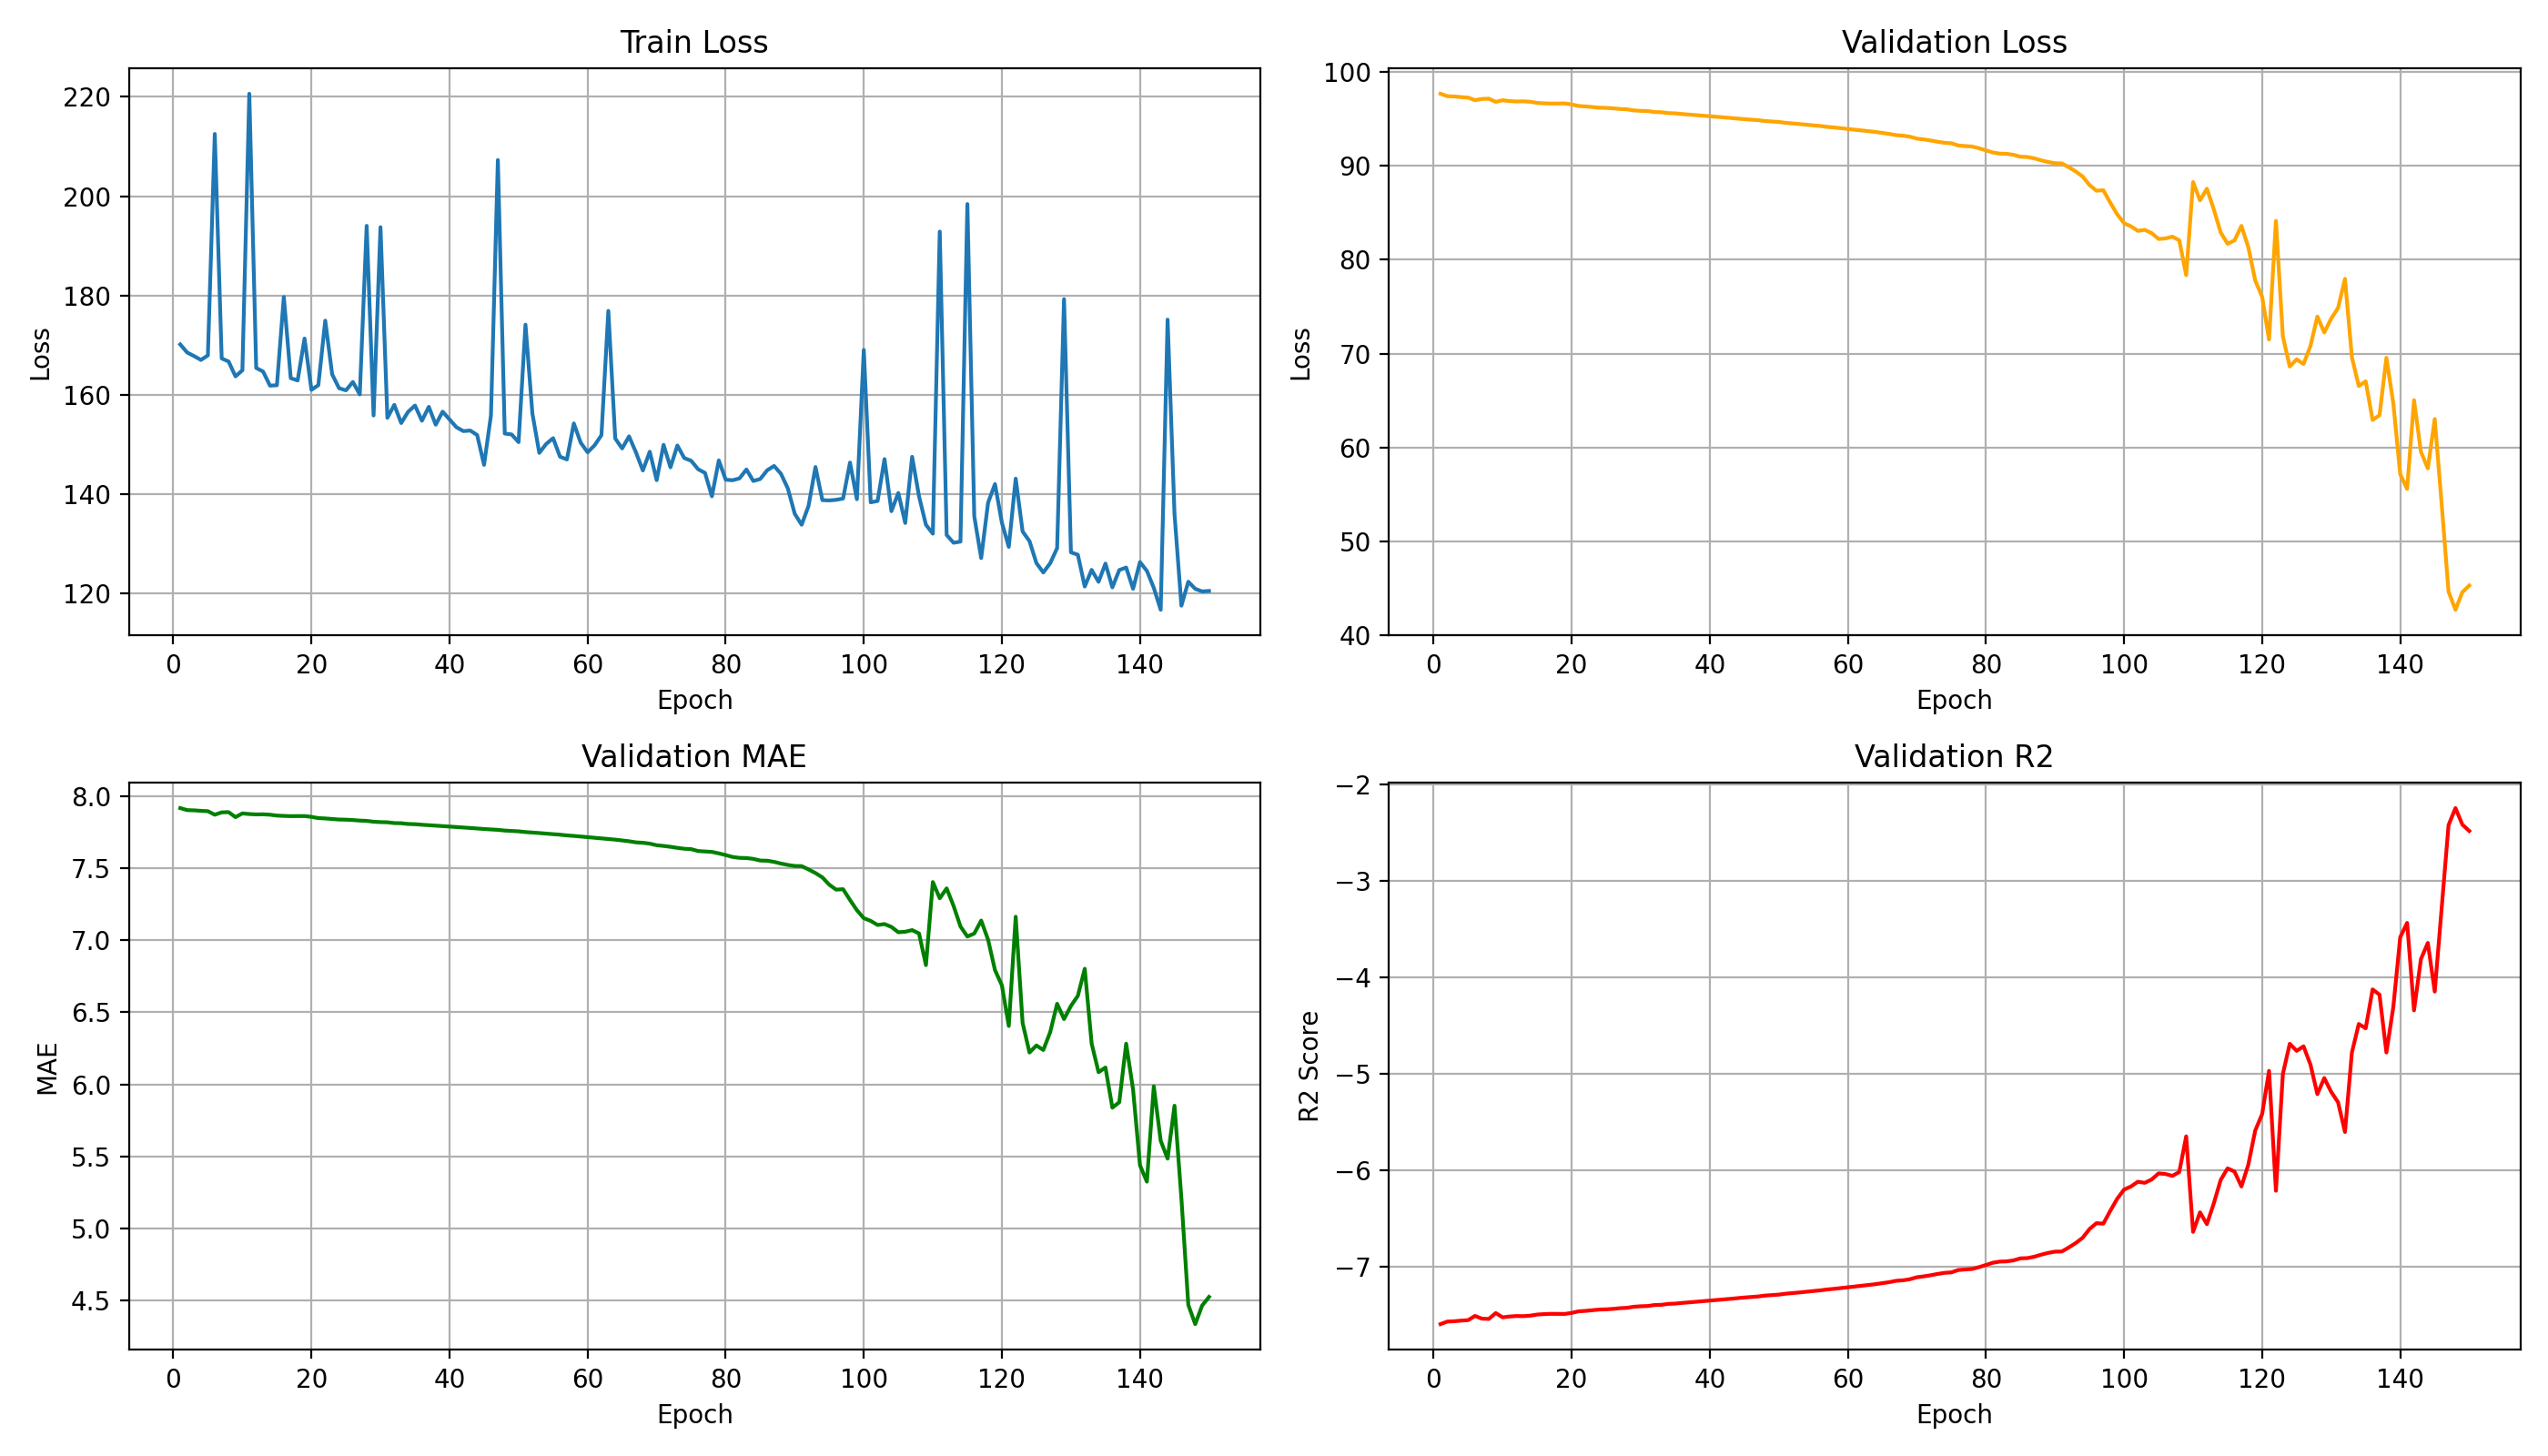 Train Loss
Loss
220
200
180
160
140
120
0 20 40 60 80 100 120 140
Epoch
Validation Loss
Loss
100
90
80
70
60
50
40
0 20 40 60 80 100 120 140
Epoch
Validation MAE
MAE
8.0
7.5
7.0
6.5
6.0
5.5
5.0
4.5
0 20 40 60 80 100 120 140
Epoch
Validation R2
R2 Score
−2
−3
−4
−5
−6
−7
0 20 40 60 80 100 120 140
Epoch